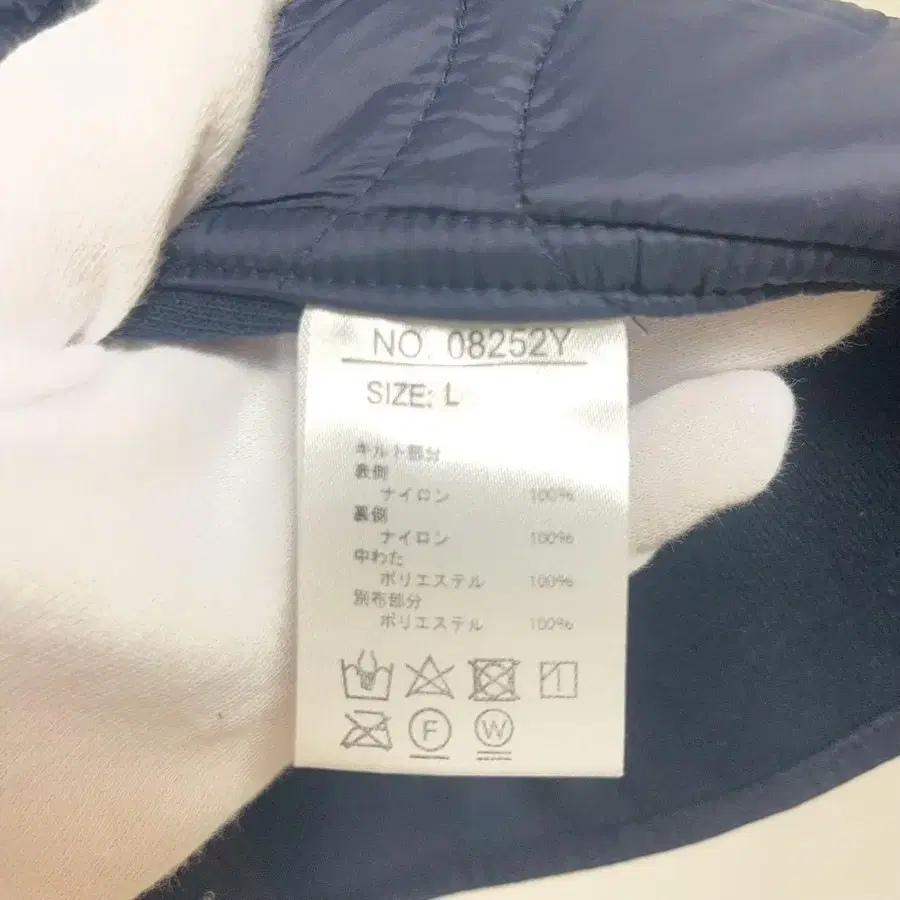 NO. 08252Y
SIZE: L
キルト部分
表側
ナイロン 100%
裏側
ナイロン 100%
中わた
ポリエステル 100%
別布部分
ポリエステル 100%
F
W